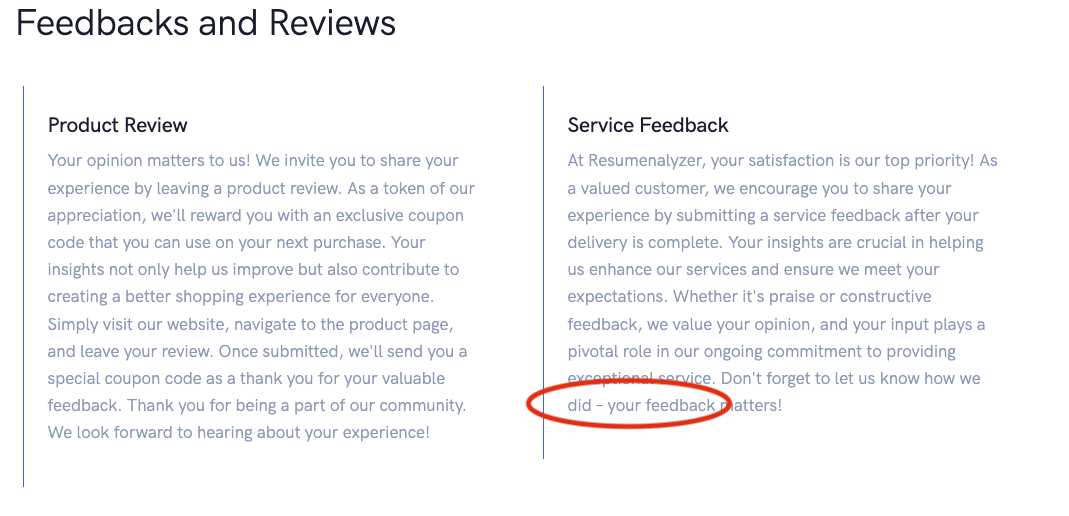 Feedbacks and Reviews
Product Review
Your opinion matters to us! We invite you to share your
experience by leaving a product review. As a token of our
appreciation, we'll reward you with an exclusive coupon
code that you can use on your next purchase. Your
insights not only help us improve but also contribute to
creating a better shopping experience for everyone.
Simply visit our website, navigate to the product page,
and leave your review. Once submitted, we'll send you a
special coupon code as a thank you for your valuable
feedback. Thank you for being a part of our community.
We look forward to hearing about your experience!
Service Feedback
At Resumenalyzer, your satisfaction is our top priority! As
a valued customer, we encourage you to share your
experience by submitting a service feedback after your
delivery is complete. Your insights are crucial in helping
us enhance our services and ensure we meet your
expectations. Whether it's praise or constructive
feedback, we value your opinion, and your input plays a
pivotal role in our ongoing commitment to providing
exceptional service. Don't forget to let us know how we
did – your feedback matters!